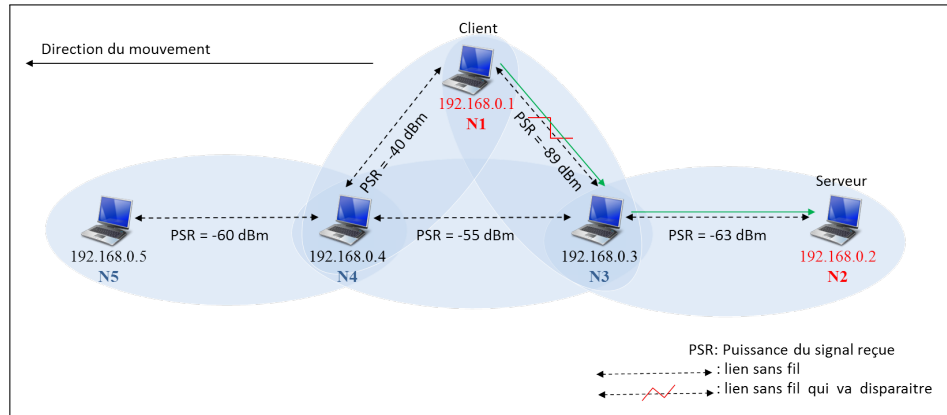 Client
Direction du mouvement
192.168.0.1
N1
PSR = -40 dBm
PSR = -89 dBm
Serveur
PSR = -60 dBm
PSR = -55 dBm
PSR = -63 dBm
192.168.0.5
192.168.0.4
192.168.0.3
192.168.0.2
N5
N4
N3
N2
PSR: Puissance du signal reçue
: lien sans fil
: lien sans fil qui va disparaitre